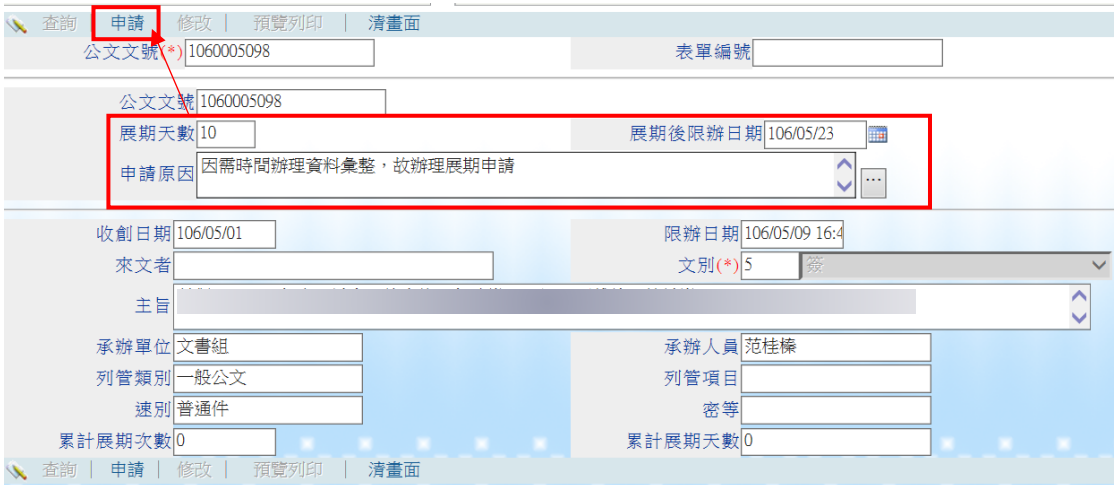 查詢 申請 修改 預覽列印 清畫面
公文文號(*) 1060005098 表單編號
公文文號 1060005098
展期天數 10 展期後限辦日期 106/05/23
申請原因 因需時間辦理資料彙整，故辦理展期申請
收創日期 106/05/01 限辦日期 106/05/09 16:4
來文者 文別(*) 5 簽
主旨
承辦單位 文書組 承辦人員 范桂榛
列管類別 一般公文 列管項目
速別 普通件 密等
累計展期次數 0 累計展期天數 0
查詢 申請 修改 預覽列印 清畫面